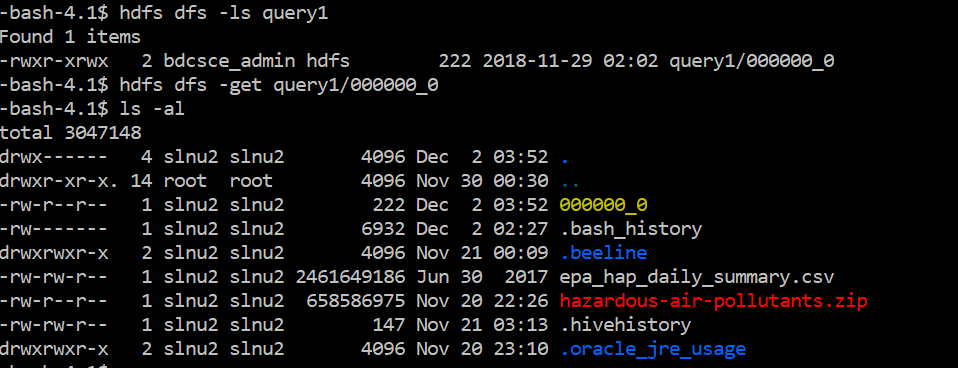 -bash-4.1$ hdfs dfs -ls query1
Found 1 items
-rwxr-xrwx   2 bdcsce_admin hdfs        222 2018-11-29 02:02 query1/000000_0
-bash-4.1$ hdfs dfs -get query1/000000_0
-bash-4.1$ ls -al
total 3047148
drwx------   4 slnu2 slnu2       4096 Dec  2 03:52 .
drwxr-xr-x. 14 root  root        4096 Nov 30 00:30 ..
-rw-r--r--   1 slnu2 slnu2        222 Dec  2 03:52 000000_0
-rw-------   1 slnu2 slnu2       6932 Dec  2 02:27 .bash_history
drwxrwxr-x   2 slnu2 slnu2       4096 Nov 21 00:09 .beeline
-rw-rw-r--   1 slnu2 slnu2 2461649186 Jun 30  2017 epa_hap_daily_summary.csv
-rw-r--r--   1 slnu2 slnu2  658586975 Nov 20 22:26 hazardous-air-pollutants.zip
-rw-rw-r--   1 slnu2 slnu2        147 Nov 21 03:13 .hivehistory
drwxrwxr-x   2 slnu2 slnu2       4096 Nov 20 23:10 .oracle_jre_usage